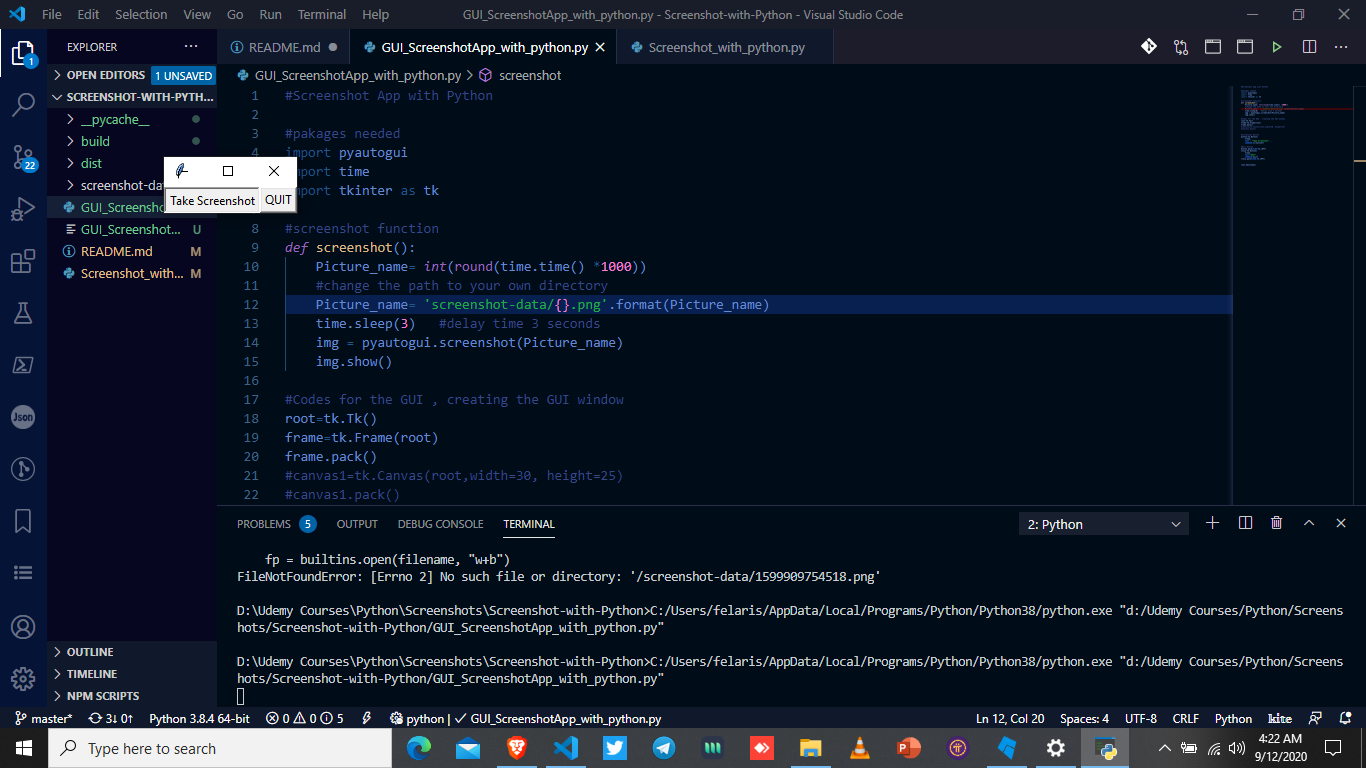 File Edit Selection View Go Run Terminal Help GUI_ScreenshotApp_with_python.py - Screenshot-with-Python - Visual Studio Code
EXPLORER ···
README.md ● GUI_ScreenshotApp_with_python.py Screenshot_with_python.py
OPEN EDITORS 1 UNSAVED
SCREENSHOT-WITH-PYTH...
__pycache__
build
dist
screenshot-da
GUI_Screensho
GUI_Screenshot... U
README.md M
Screenshot_with... M
OUTLINE
TIMELINE
NPM SCRIPTS
1
22
Json
Take Screenshot QUIT
GUI_ScreenshotApp_with_python.py > screenshot
1 #Screenshot App with Python
2
3 #pakages needed
4 import pyautogui
import time
import tkinter as tk
8 #screenshot function
9 def screenshot():
10 Picture_name= int(round(time.time() *1000))
11 #change the path to your own directory
12 Picture_name= 'screenshot-data/{}.png'.format(Picture_name)
13 time.sleep(3) #delay time 3 seconds
14 img = pyautogui.screenshot(Picture_name)
15 img.show()
16
17 #Codes for the GUI , creating the GUI window
18 root=tk.Tk()
19 frame=tk.Frame(root)
20 frame.pack()
21 #canvas1=tk.Canvas(root,width=30, height=25)
22 #canvas1.pack()
PROBLEMS 5 OUTPUT DEBUG CONSOLE TERMINAL 2: Python
fp = builtins.open(filename, "w+b")
FileNotFoundError: [Errno 2] No such file or directory: '/screenshot-data/1599909754518.png'
D:\Udemy Courses\Python\Screenshots\Screenshot-with-Python>C:/Users/felaris/AppData/Local/Programs/Python/Python38/python.exe "d:/Udemy Courses/Python/Screens
hots/Screenshot-with-Python/GUI_ScreenshotApp_with_python.py"
D:\Udemy Courses\Python\Screenshots\Screenshot-with-Python>C:/Users/felaris/AppData/Local/Programs/Python/Python38/python.exe "d:/Udemy Courses/Python/Screens
hots/Screenshot-with-Python/GUI_ScreenshotApp_with_python.py"
master* 3↓ 0↑ Python 3.8.4 64-bit 0 0 5 python | ✓ GUI_ScreenshotApp_with_python.py Ln 12, Col 20 Spaces: 4 UTF-8 CRLF Python kite
Type here to search
4:22 AM
9/12/2020